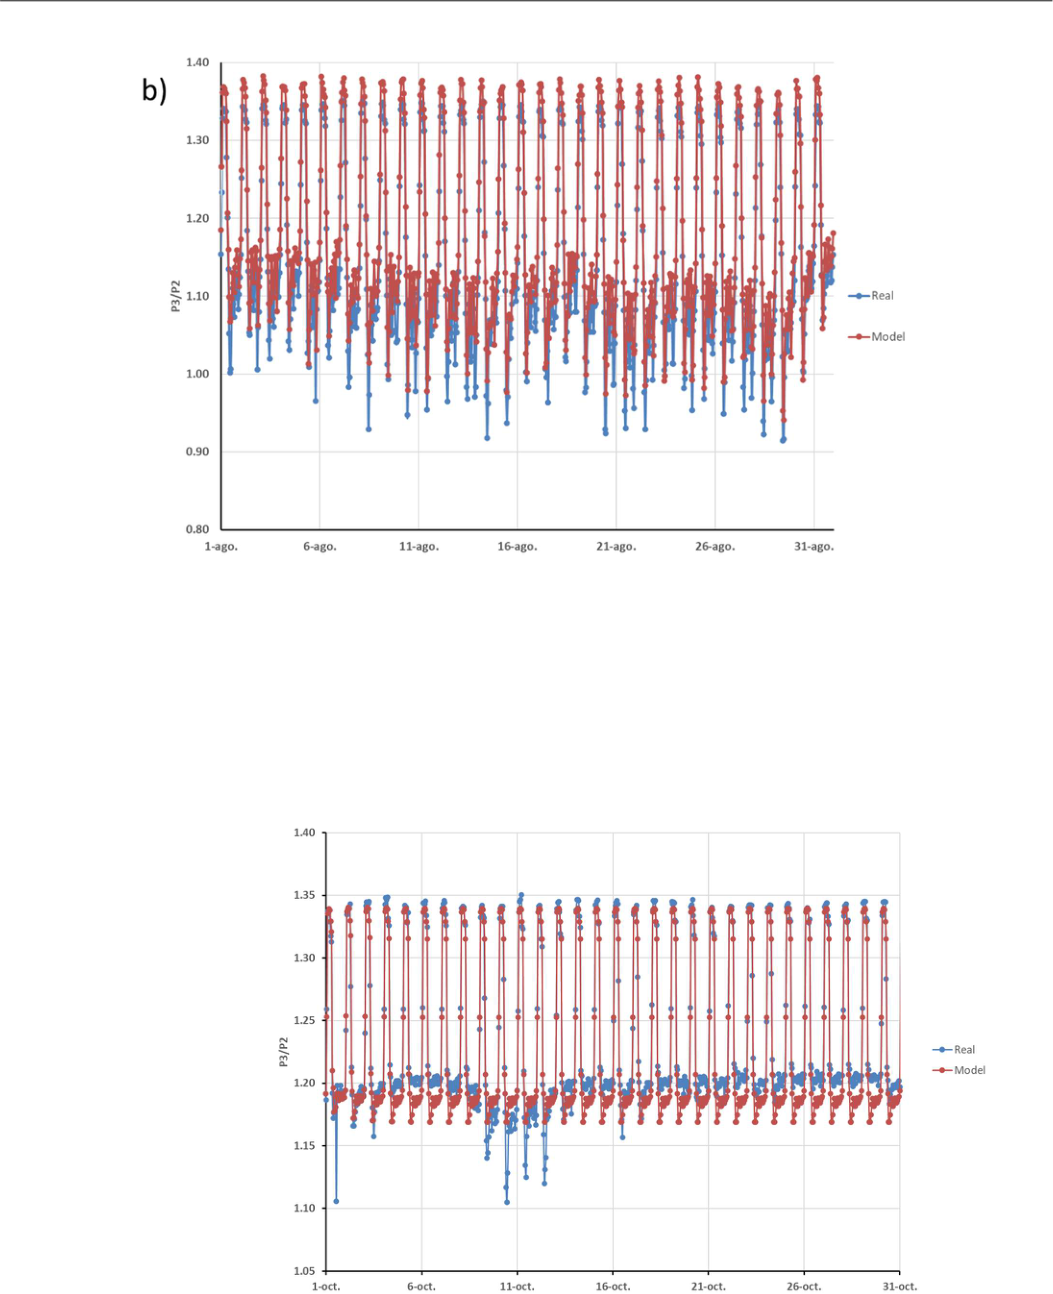 b)
1.40
1.30
1.20
1.10
1.00
0.90
0.80
P3/P2
1-ago. 6-ago. 11-ago. 16-ago. 21-ago. 26-ago. 31-ago.
Real
Model
1.40
1.35
1.30
1.25
1.20
1.15
1.10
1.05
P3/P2
1-oct. 6-oct. 11-oct. 16-oct. 21-oct. 26-oct. 31-oct.
Real
Model